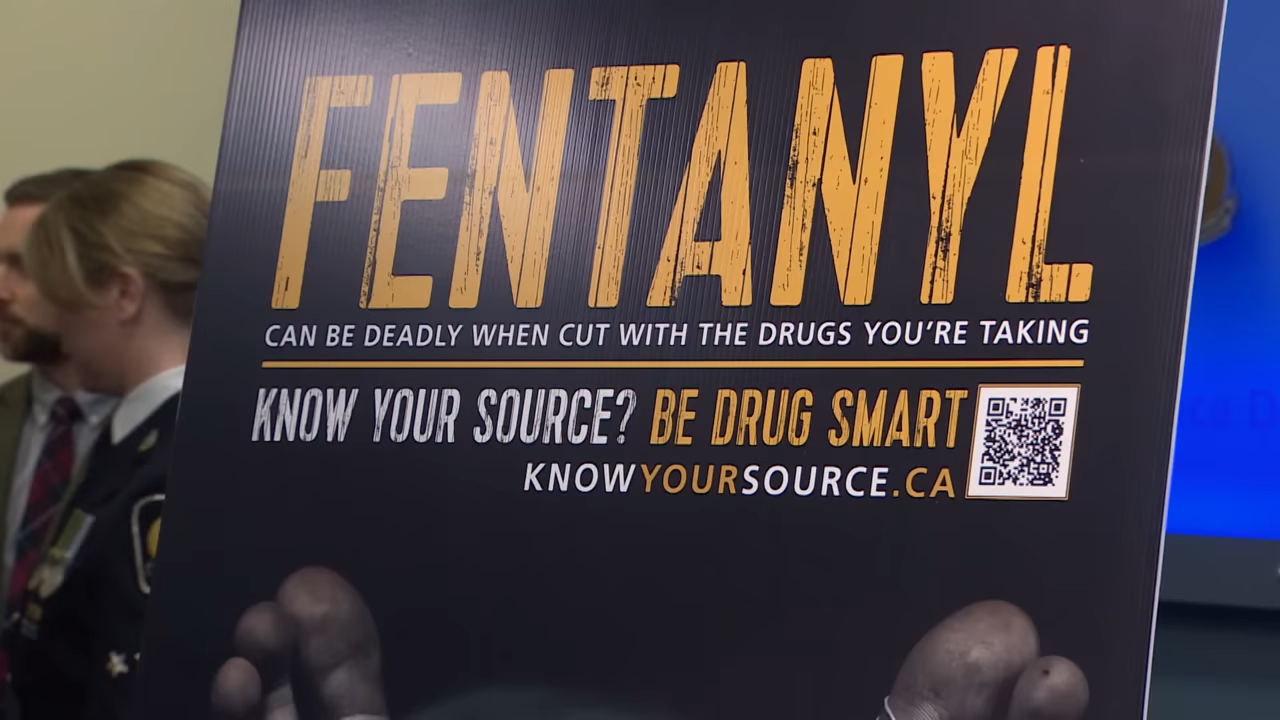 FENTANYL
CAN BE DEADLY WHEN CUT WITH THE DRUGS YOU'RE TAKING
KNOW YOUR SOURCE? BE DRUG SMART
KNOWYOURSOURCE.CA